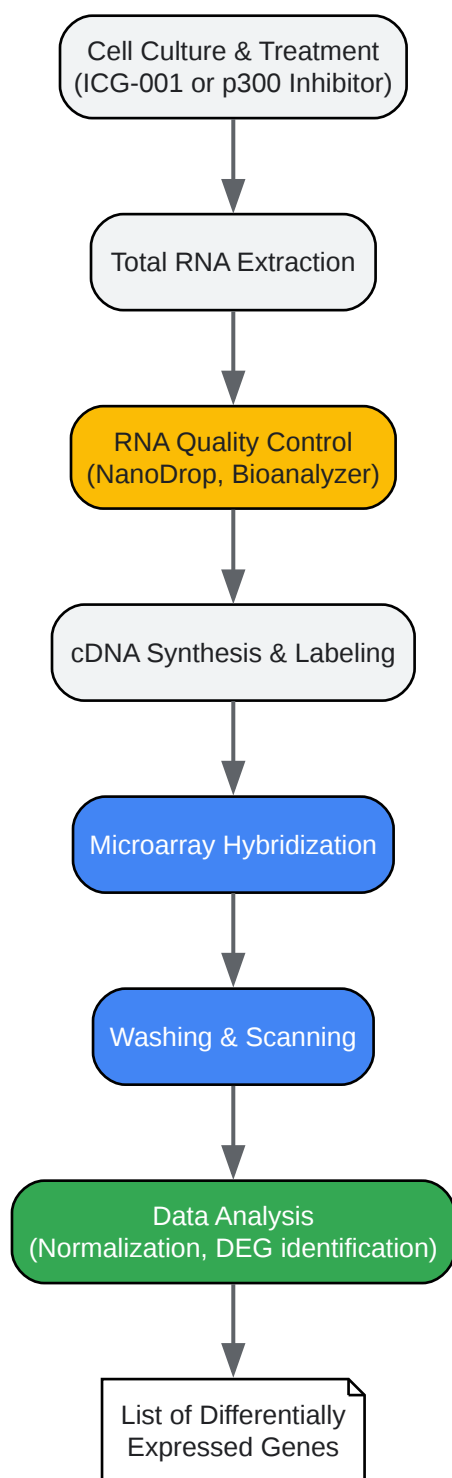 Cell Culture & Treatment
(ICG-001 or p300 Inhibitor)
Total RNA Extraction
RNA Quality Control
(NanoDrop, Bioanalyzer)
cDNA Synthesis & Labeling
Microarray Hybridization
Washing & Scanning
Data Analysis
(Normalization, DEG identification)
List of Differentially
Expressed Genes